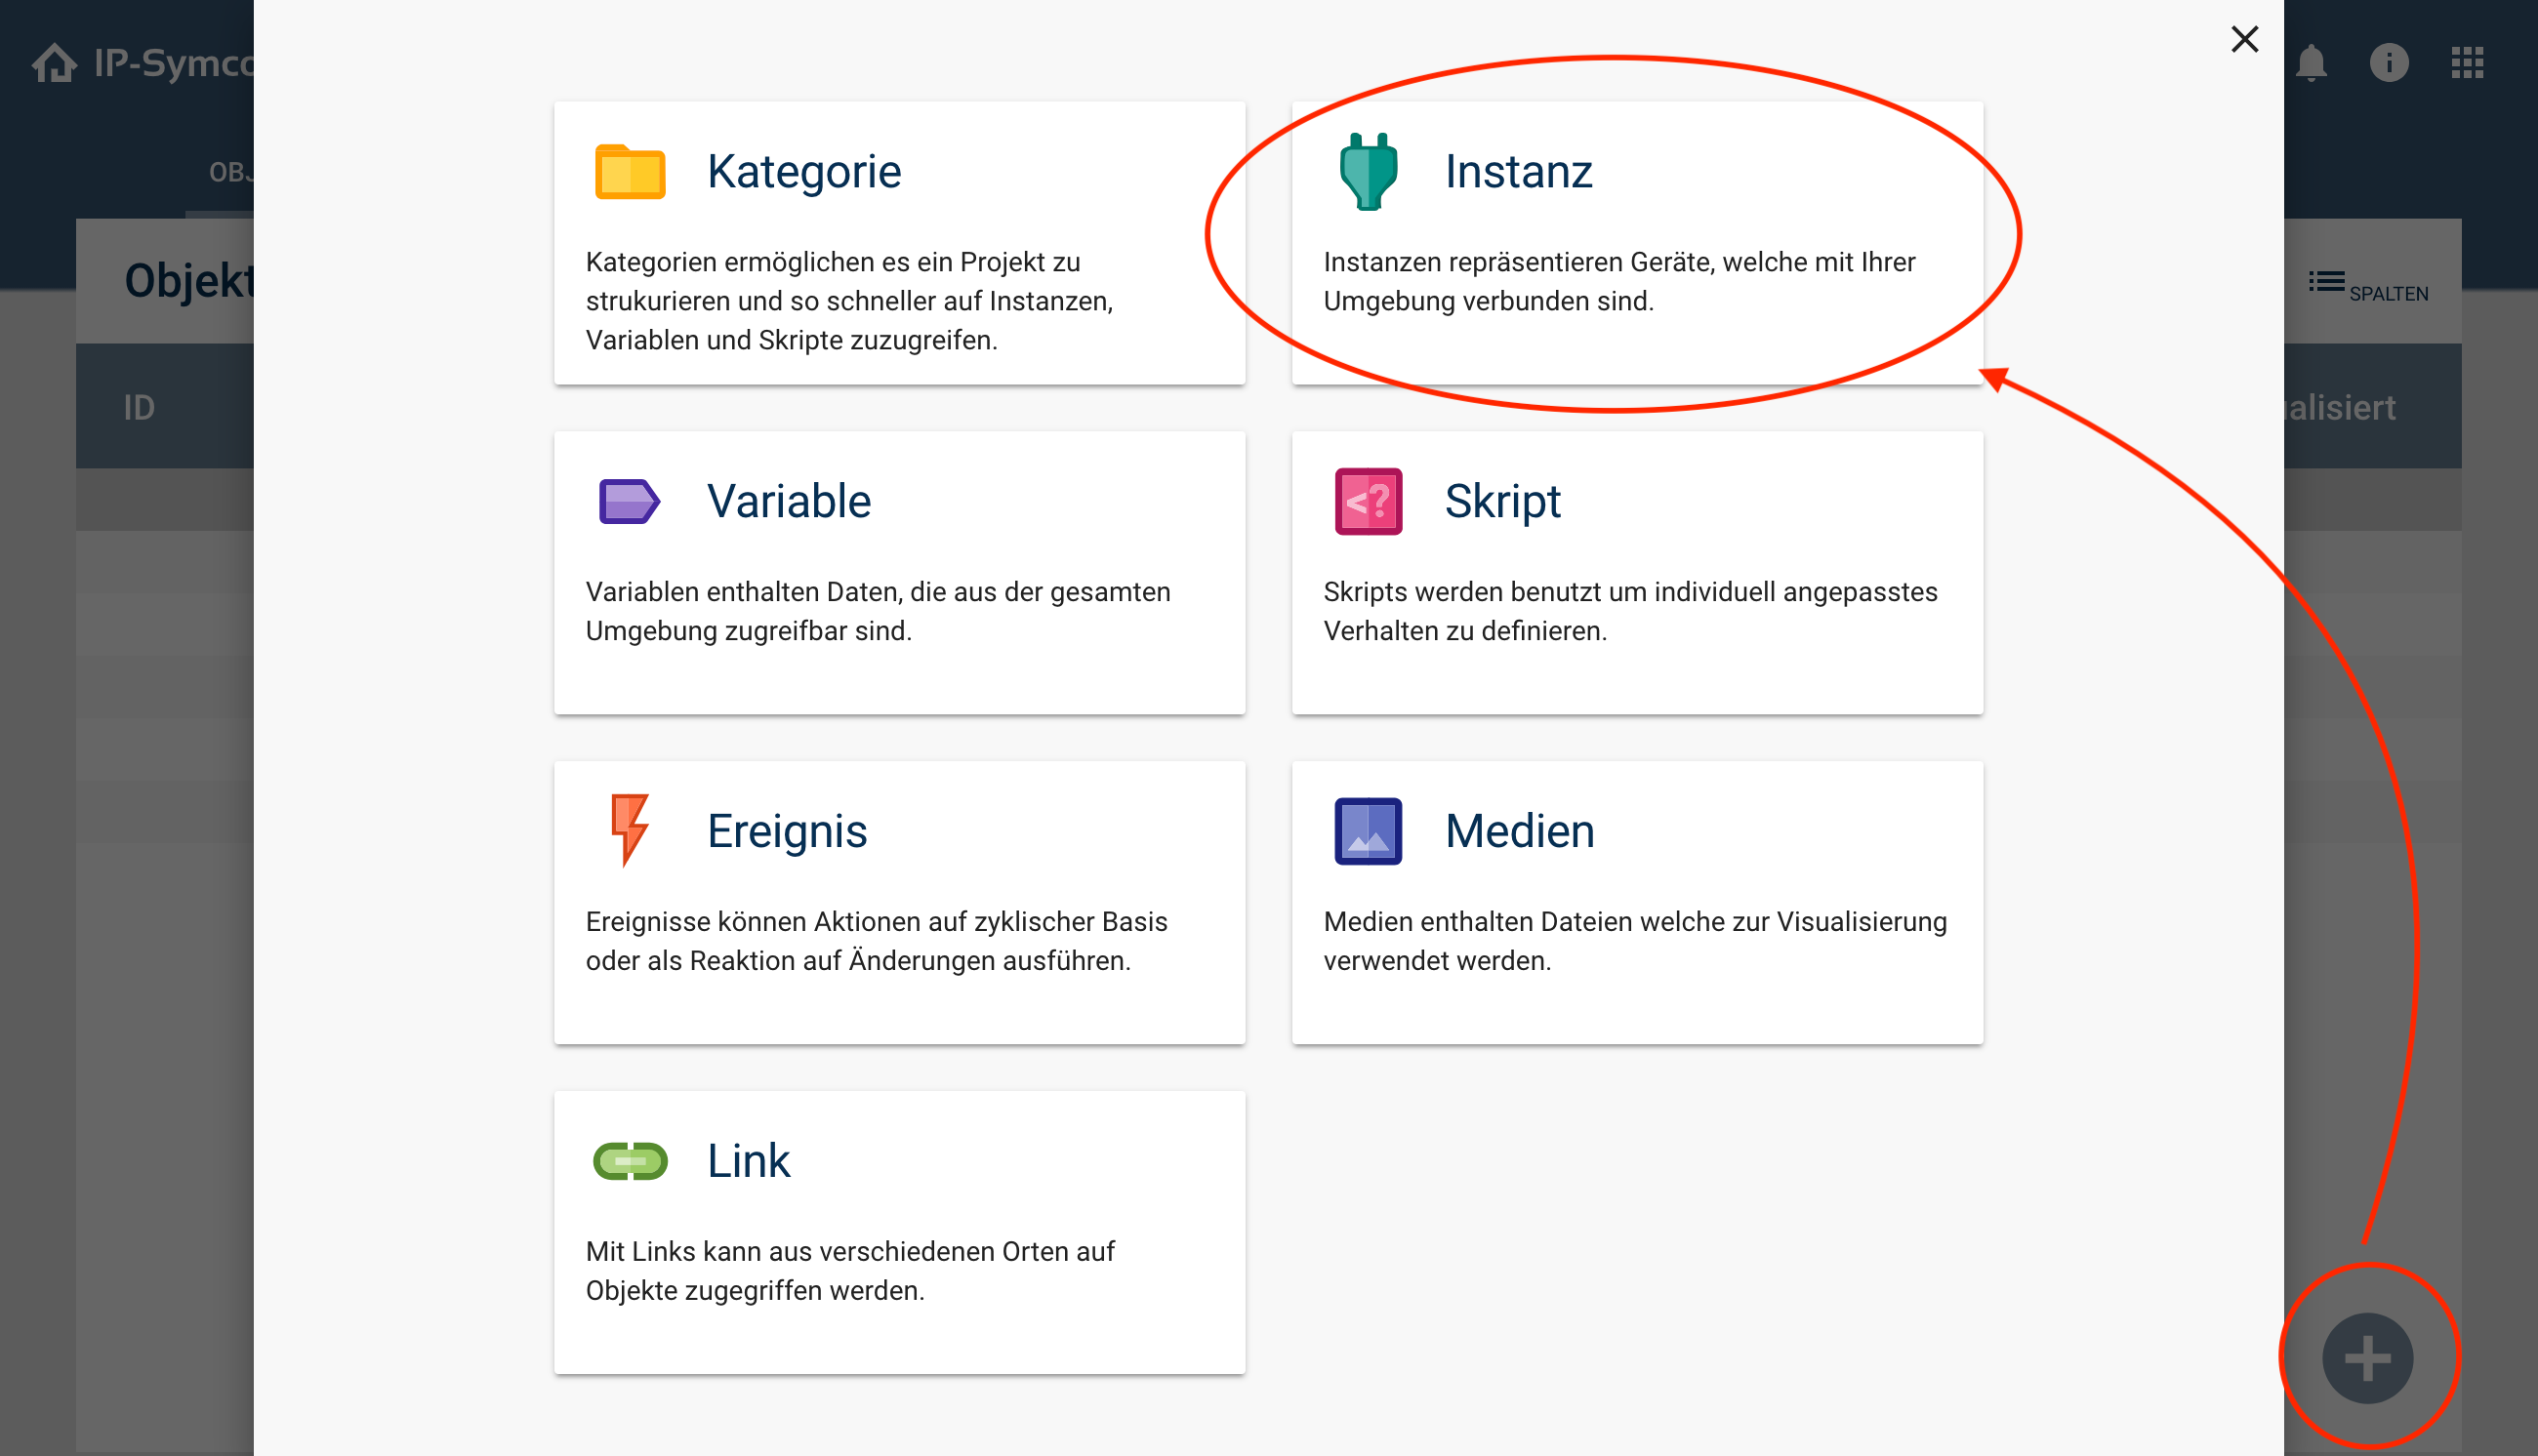 IP-Symco
OBJ
Objekt
SPALTEN
ID
alisiert
Kategorie
Kategorien ermöglichen es ein Projekt zu
strukurieren und so schneller auf Instanzen,
Variablen und Skripte zuzugreifen.
Instanz
Instanzen repräsentieren Geräte, welche mit Ihrer
Umgebung verbunden sind.
Variable
Variablen enthalten Daten, die aus der gesamten
Umgebung zugreifbar sind.
<?
Skript
Skripts werden benutzt um individuell angepasstes
Verhalten zu definieren.
Ereignis
Ereignisse können Aktionen auf zyklischer Basis
oder als Reaktion auf Änderungen ausführen.
Medien
Medien enthalten Dateien welche zur Visualisierung
verwendet werden.
Link
Mit Links kann aus verschiedenen Orten auf
Objekte zugegriffen werden.